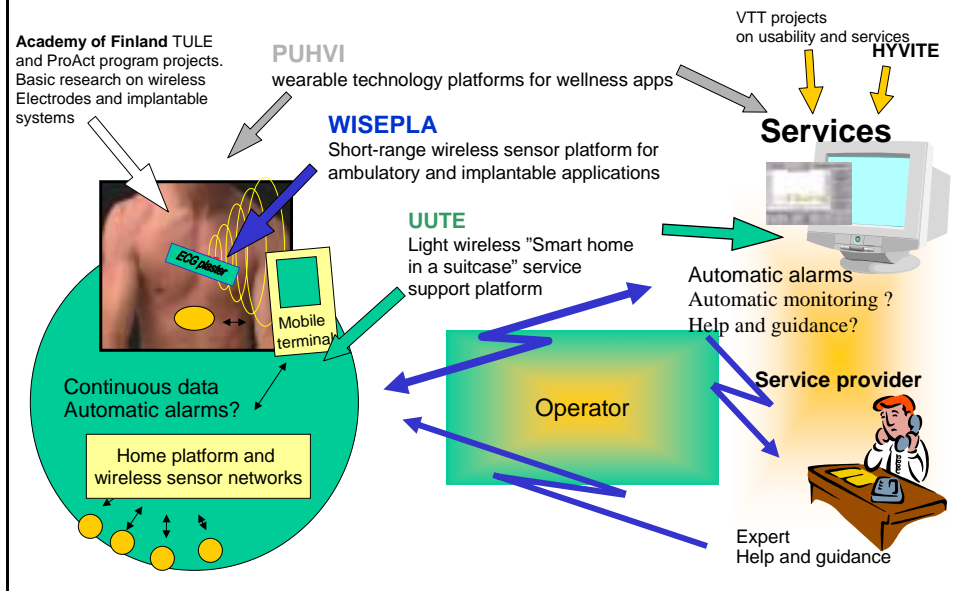 Academy of Finland TULE
and ProAct program projects.
Basic research on wireless
Electrodes and implantable
systems
PUHVI
wearable technology platforms for wellness apps
VTT projects
on usability and services
HYVITE
WISEPLA
Short-range wireless sensor platform for
ambulatory and implantable applications
Services
UUTE
Light wireless ”Smart home
in a suitcase” service
support platform
ECG plaster
Mobile
terminal
Automatic alarms
Automatic monitoring ?
Help and guidance?
Continuous data
Automatic alarms?
Operator
Service provider
Home platform and
wireless sensor networks
Expert
Help and guidance